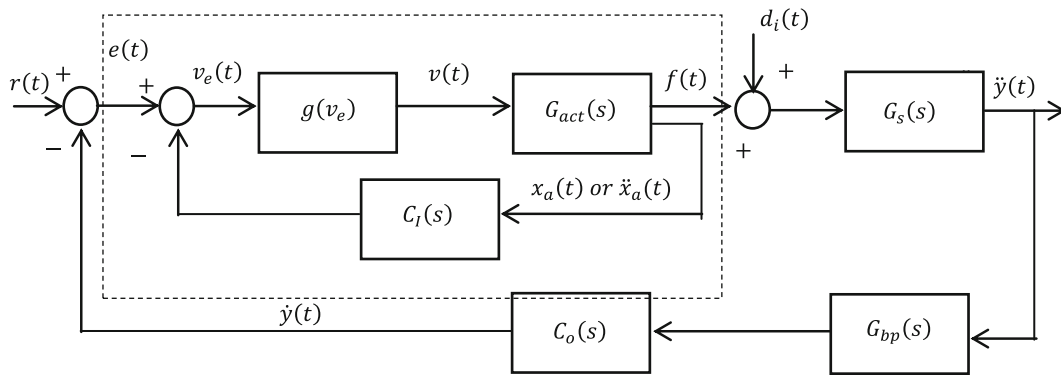 d_i(t)
e(t)
r(t)
+
+
v_e(t)
v(t)
f(t)
+
ÿ(t)
g(v_e)
G_act(s)
G_s(s)
−
−
+
x_a(t) or ẍ_a(t)
C_I(s)
ẏ(t)
C_o(s)
G_bp(s)